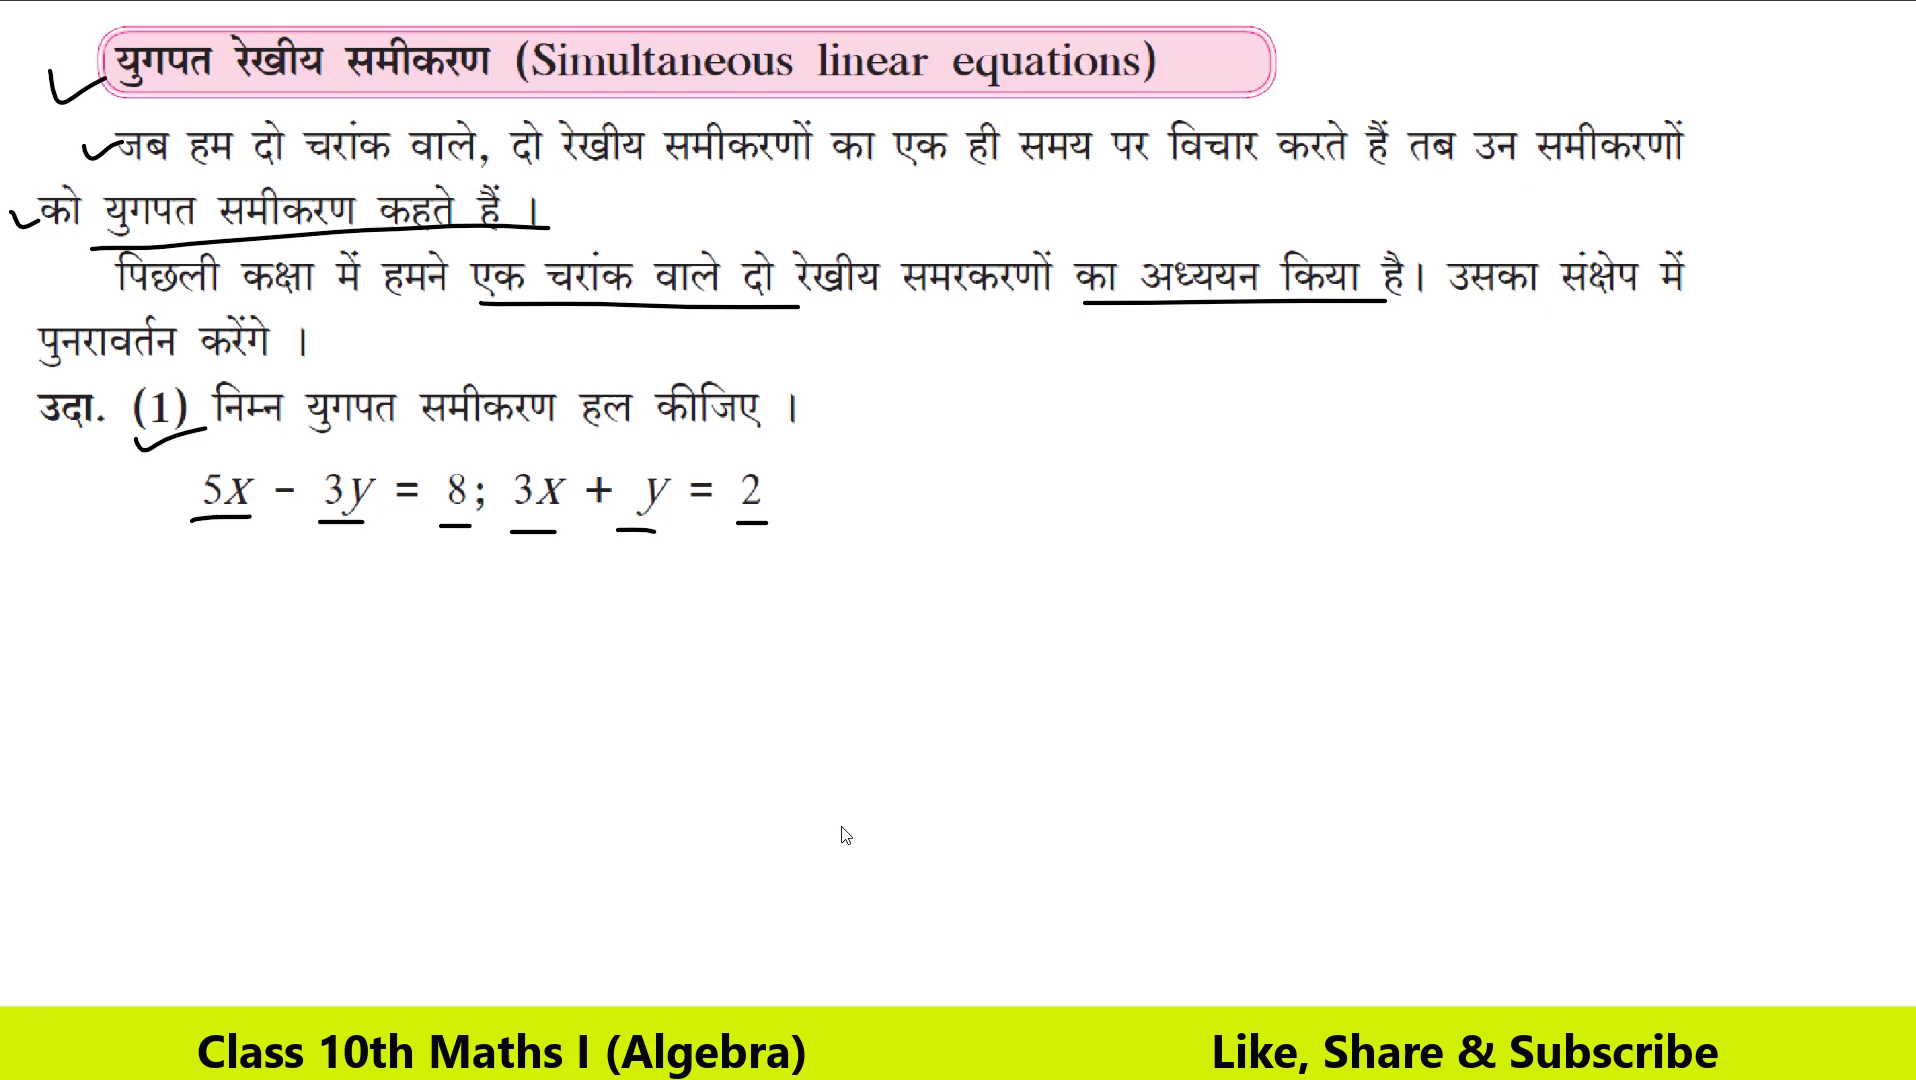 युगपत रेखीय समीकरण (Simultaneous linear equations)
जब हम दो चरांक वाले, दो रेखीय समीकरणों का एक ही समय पर विचार करते हैं तब उन समीकरणों
को युगपत समीकरण कहते हैं ।
पिछली कक्षा में हमने एक चरांक वाले दो रेखीय समरकरणों का अध्ययन किया है। उसका संक्षेप में
पुनरावर्तन करेंगे ।
उदा. (1) निम्न युगपत समीकरण हल कीजिए ।
5x - 3y = 8; 3x + y = 2
Class 10th Maths I (Algebra) Like, Share & Subscribe